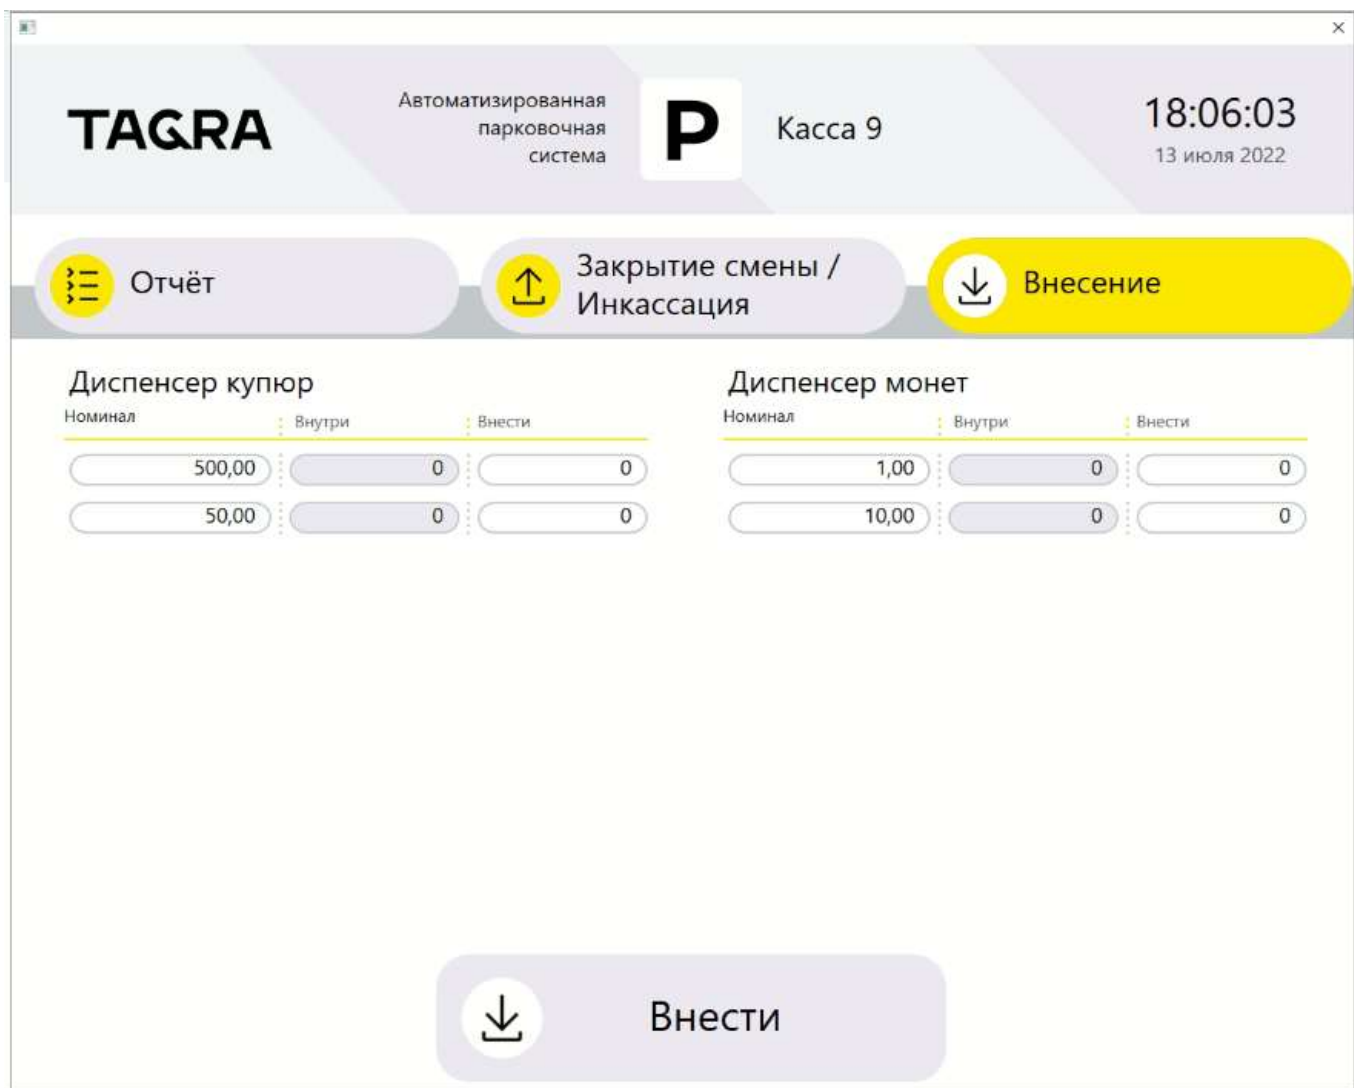 TAGRA
Автоматизированная
парковочная
система
P
Касса 9
18:06:03
13 июля 2022
Отчёт
Закрытие смены /
Инкассация
Внесение
Диспенсер купюр
Номинал Внутри Внести
500,00 0 0
50,00 0 0
Диспенсер монет
Номинал Внутри Внести
1,00 0 0
10,00 0 0
Внести